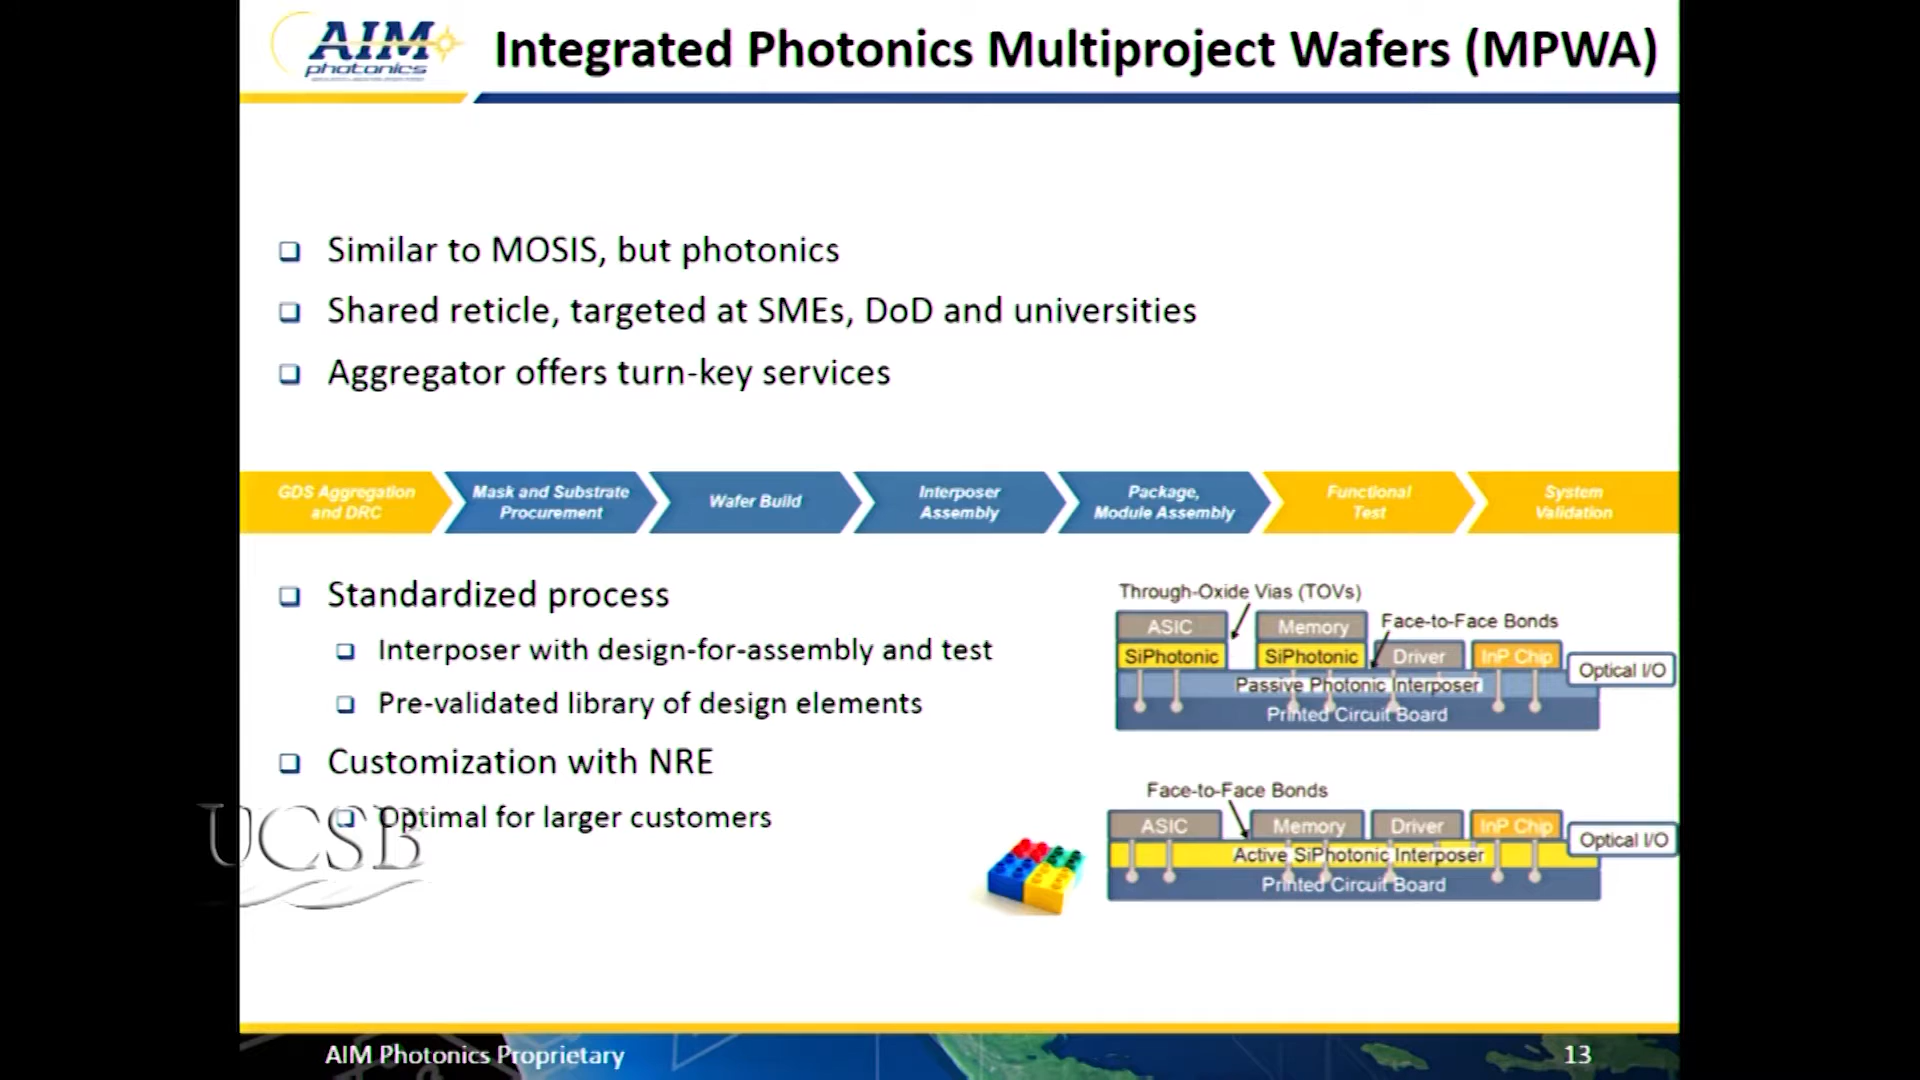 AIM
photonics
Integrated Photonics Multiproject Wafers (MPWA)
Similar to MOSIS, but photonics
Shared reticle, targeted at SMEs, DoD and universities
Aggregator offers turn-key services
GDS Aggregation
and DRC
Mask and Substrate
Procurement
Wafer Build
Interposer
Assembly
Package,
Module Assembly
Functional
Test
System
Validation
Standardized process
Interposer with design-for-assembly and test
Pre-validated library of design elements
Customization with NRE
Optimal for larger customers
UCSB
Through-Oxide Vias (TOVs)
Face-to-Face Bonds
ASIC
Memory
SiPhotonic
SiPhotonic
Driver
InP Chip
Optical I/O
Passive Photonic Interposer
Printed Circuit Board
Face-to-Face Bonds
ASIC
Memory
Driver
InP Chip
Optical I/O
Active SiPhotonic Interposer
Printed Circuit Board
AIM Photonics Proprietary
13